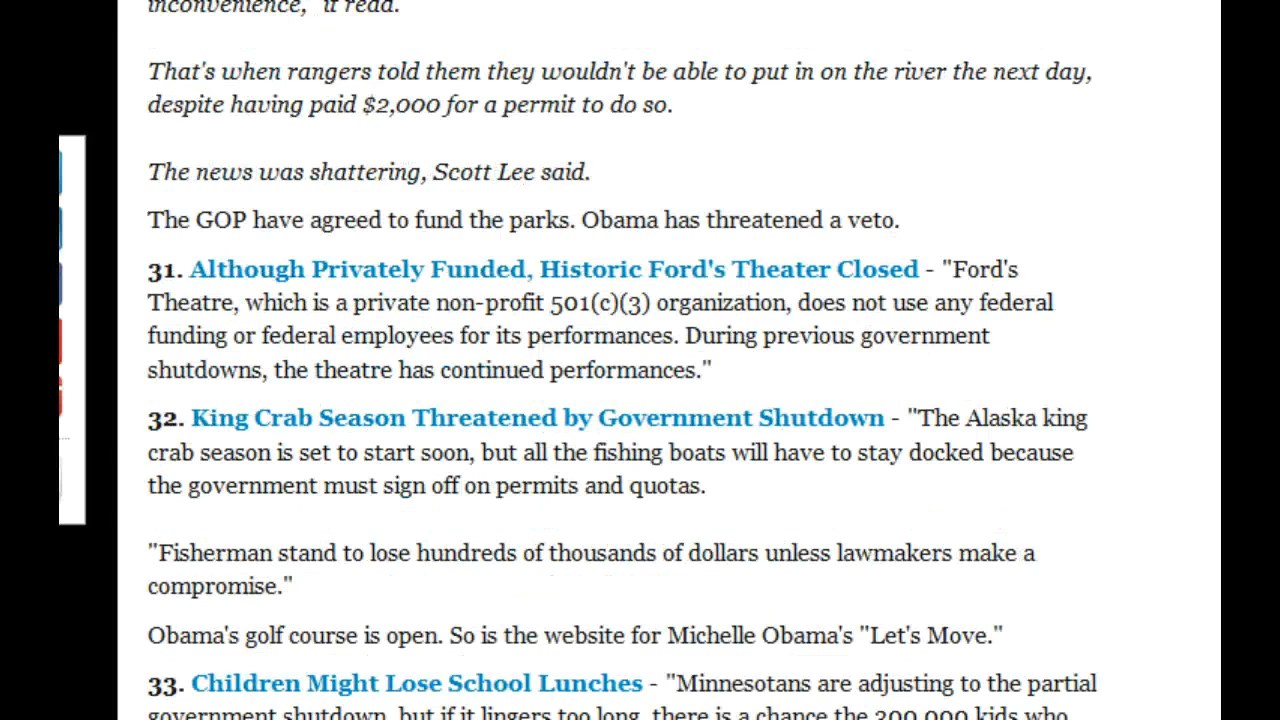 inconvenience," it read.
That's when rangers told them they wouldn't be able to put in on the river the next day,
despite having paid $2,000 for a permit to do so.
The news was shattering, Scott Lee said.
The GOP have agreed to fund the parks. Obama has threatened a veto.
31. Although Privately Funded, Historic Ford's Theater Closed - "Ford's
Theatre, which is a private non-profit 501(c)(3) organization, does not use any federal
funding or federal employees for its performances. During previous government
shutdowns, the theatre has continued performances."
32. King Crab Season Threatened by Government Shutdown - "The Alaska king
crab season is set to start soon, but all the fishing boats will have to stay docked because
the government must sign off on permits and quotas.
"Fisherman stand to lose hundreds of thousands of dollars unless lawmakers make a
compromise."
Obama's golf course is open. So is the website for Michelle Obama's "Let's Move."
33. Children Might Lose School Lunches - "Minnesotans are adjusting to the partial
government shutdown, but if it lingers too long, there is a chance the 300,000 kids who